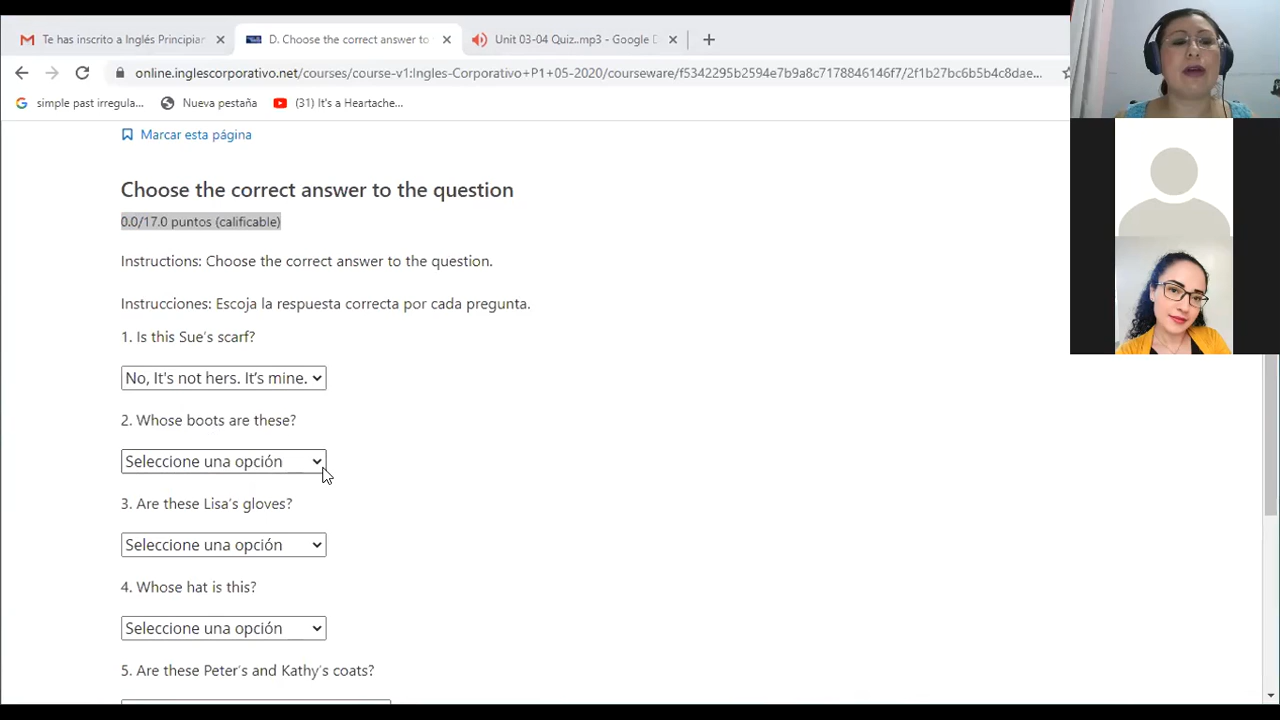 Te has inscrito a Inglés Principian
D. Choose the correct answer to
Unit 03-04 Quiz..mp3 - Google D
online.inglescorporativo.net/courses/course-v1:Ingles-Corporativo+P1+05-2020/courseware/f5342295b2594e7b9a8c7178846146f7/2f1b27bc6b5b4c8dae...
simple past irregula...
Nueva pestaña
(31) It's a Heartache...
Marcar esta página
Choose the correct answer to the question
0.0/17.0 puntos (calificable)
Instructions: Choose the correct answer to the question.
Instrucciones: Escoja la respuesta correcta por cada pregunta.
1. Is this Sue's scarf?
No, It's not hers. It's mine.
2. Whose boots are these?
Seleccione una opción
3. Are these Lisa's gloves?
Seleccione una opción
4. Whose hat is this?
Seleccione una opción
5. Are these Peter's and Kathy's coats?